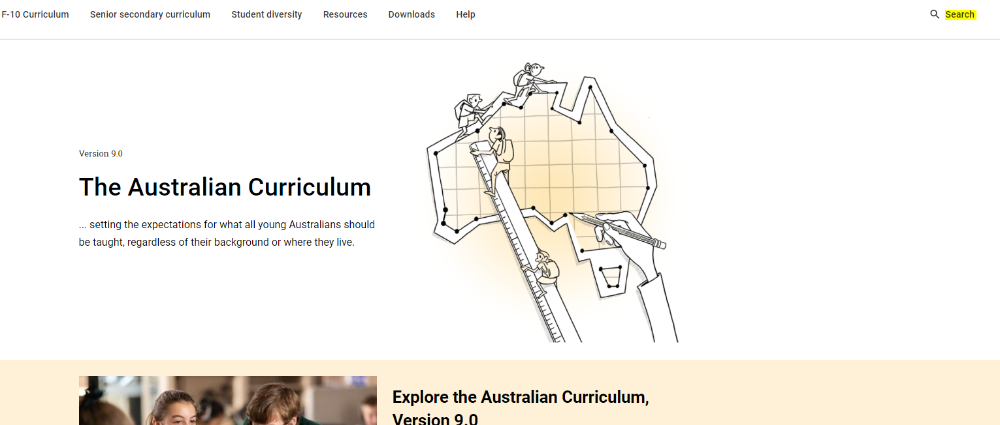 F-10 Curriculum Senior secondary curriculum Student diversity Resources Downloads Help Search
Version 9.0
The Australian Curriculum
... setting the expectations for what all young Australians should
be taught, regardless of their background or where they live.
Explore the Australian Curriculum,
Version 9.0